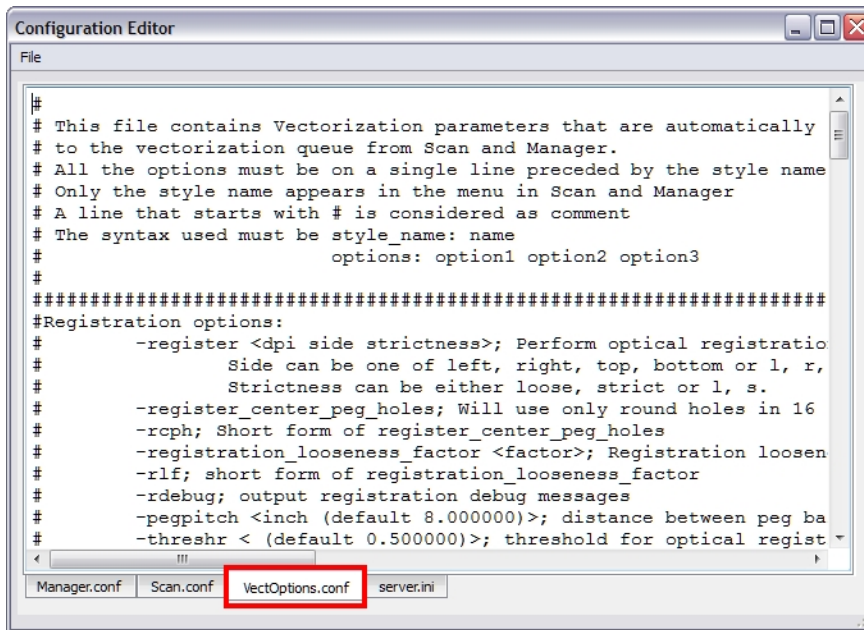 Configuration Editor
File
#
# This file contains Vectorization parameters that are automatically
# to the vectorization queue from Scan and Manager.
# All the options must be on a single line preceded by the style name
# Only the style name appears in the menu in Scan and Manager
# A line that starts with # is considered as comment
# The syntax used must be style_name: name
#                          options: option1 option2 option3
#
######################################################################
#Registration options:
#        -register <dpi side strictness>; Perform optical registratio
#                Side can be one of left, right, top, bottom or l, r,
#                Strictness can be either loose, strict or l, s.
#        -register_center_peg_holes; Will use only round holes in 16
#        -rcph; Short form of register_center_peg_holes
#        -registration_looseness_factor <factor>; Registration loosen
#        -rlf; short form of registration_looseness_factor
#        -rdebug; output registration debug messages
#        -pegpitch <inch (default 8.000000)>; distance between peg ba
#        -threshr < (default 0.500000)>; threshold for optical regist
Manager.conf Scan.conf VectOptions.conf server.ini